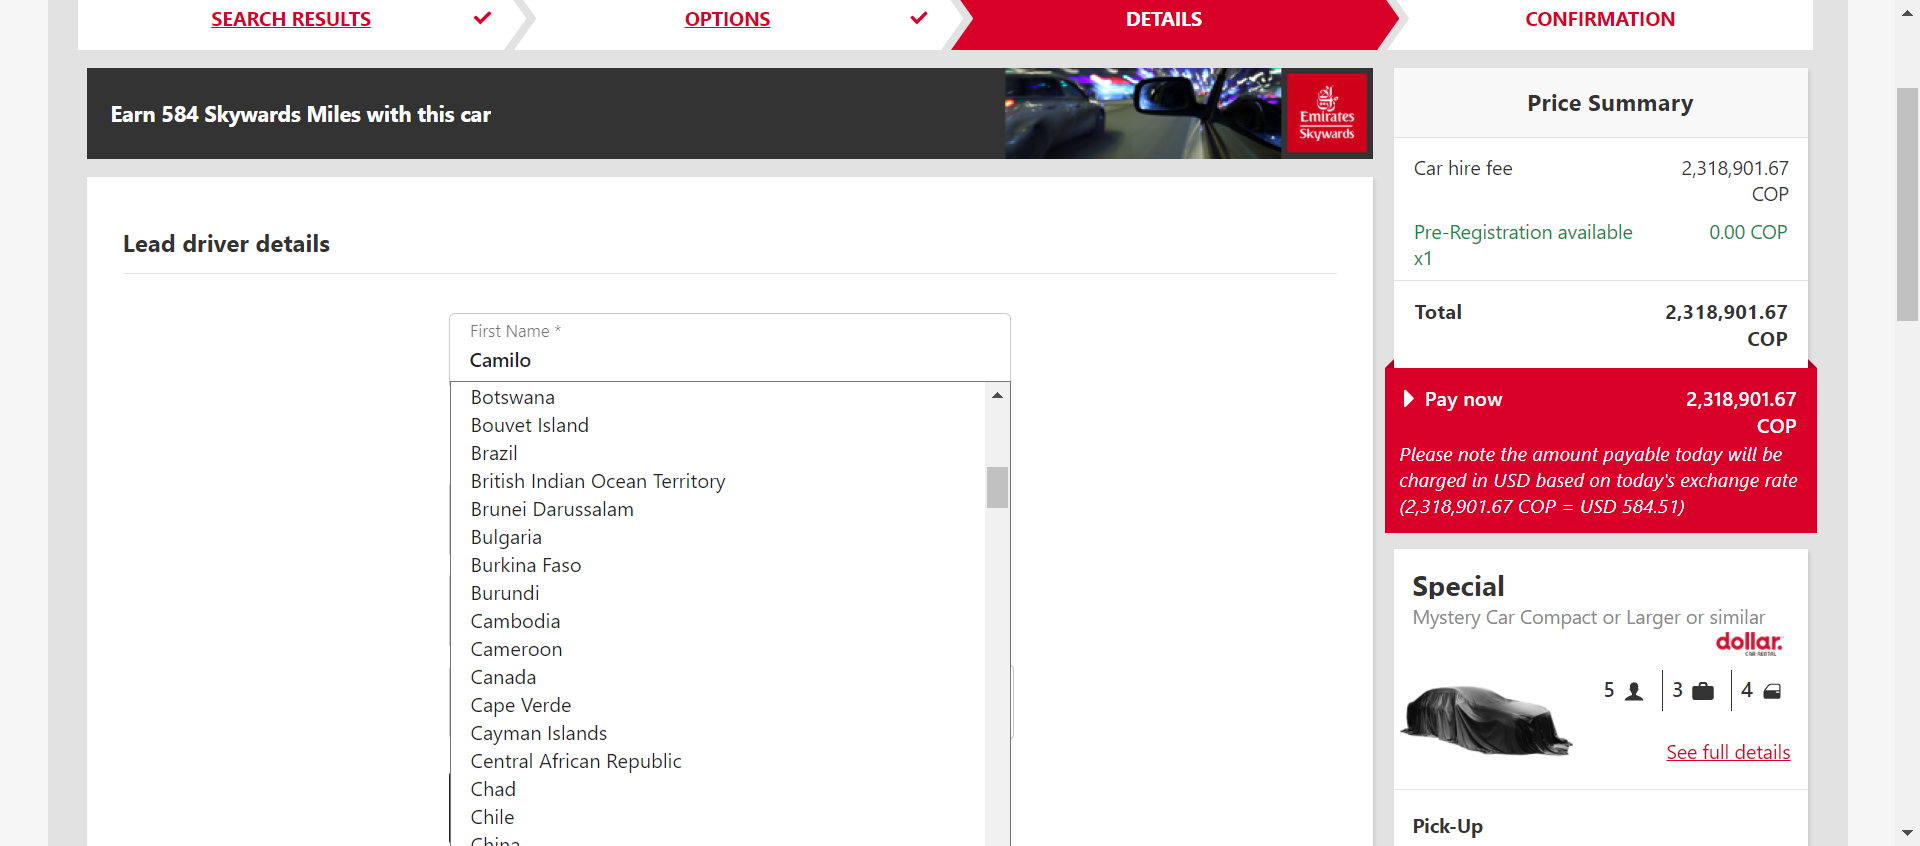 SEARCH RESULTS
OPTIONS
DETAILS
CONFIRMATION
Earn 584 Skywards Miles with this car
Emirates
Skywards
Lead driver details
First Name *
Camilo
Botswana
Bouvet Island
Brazil
British Indian Ocean Territory
Brunei Darussalam
Bulgaria
Burkina Faso
Burundi
Cambodia
Cameroon
Canada
Cape Verde
Cayman Islands
Central African Republic
Chad
Chile
China
Price Summary
Car hire fee 2,318,901.67
COP
Pre-Registration available 0.00 COP
x1
Total 2,318,901.67
COP
Pay now 2,318,901.67
COP
Please note the amount payable today will be
charged in USD based on today's exchange rate
(2,318,901.67 COP = USD 584.51)
Special
Mystery Car Compact or Larger or similar
dollar.
CAR RENTAL
5 3 4
See full details
Pick-Up